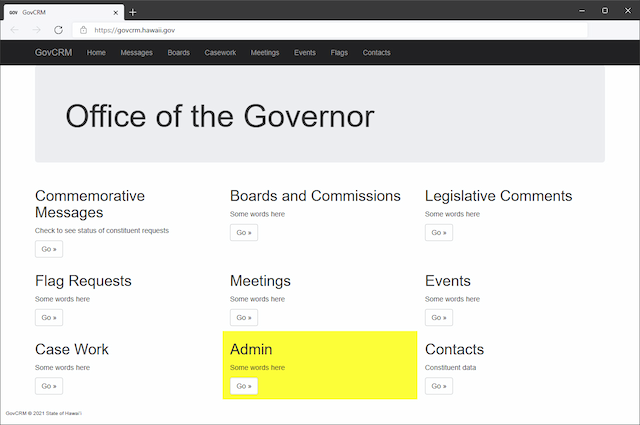 GOV GovCRM
https://govcrm.hawaii.gov
GovCRM Home Messages Boards Casework Meetings Events Flags Contacts
Office of the Governor
Commemorative
Messages
Check to see status of constituent requests
Go »
Boards and Commissions
Some words here
Go »
Legislative Comments
Some words here
Go »
Flag Requests
Some words here
Go »
Meetings
Some words here
Go »
Events
Some words here
Go »
Case Work
Some words here
Go »
Admin
Some words here
Go »
Contacts
Constituent data
Go »
GovCRM © 2021 State of Hawai'i